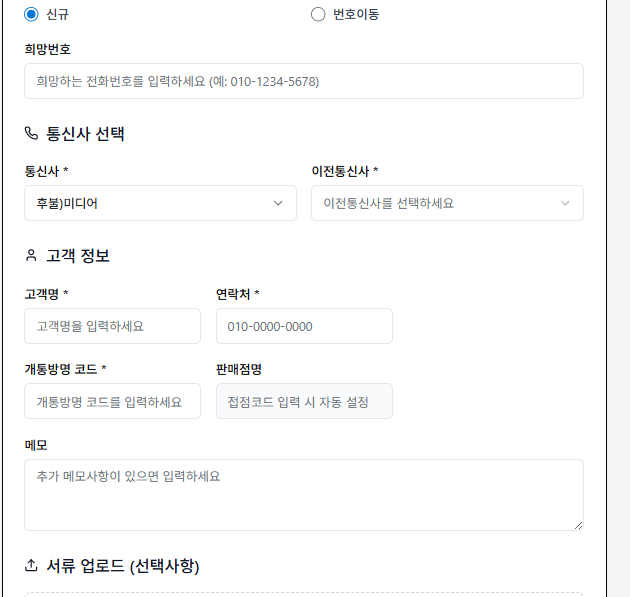 신규 번호이동
희망번호
희망하는 전화번호를 입력하세요 (예: 010-1234-5678)
통신사 선택
통신사 * 이전통신사 *
후불)미디어 이전통신사를 선택하세요
고객 정보
고객명 * 연락처 *
고객명을 입력하세요 010-0000-0000
개통방명 코드 * 판매점명
개통방명 코드를 입력하세요 접점코드 입력 시 자동 설정
메모
추가 메모사항이 있으면 입력하세요
서류 업로드 (선택사항)